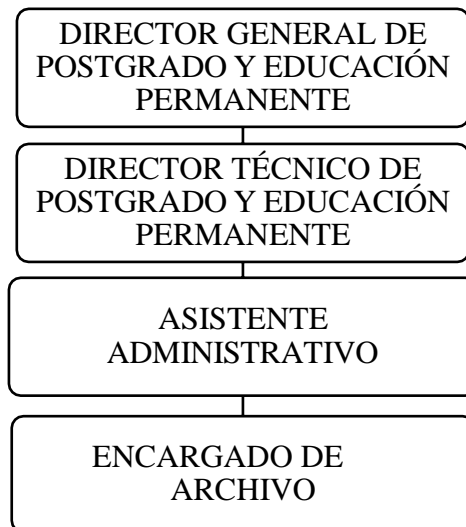 DIRECTOR GENERAL DE
POSTGRADO Y EDUCACIÓN
PERMANENTE
DIRECTOR TÉCNICO DE
POSTGRADO Y EDUCACIÓN
PERMANENTE
ASISTENTE
ADMINISTRATIVO
ENCARGADO DE
ARCHIVO